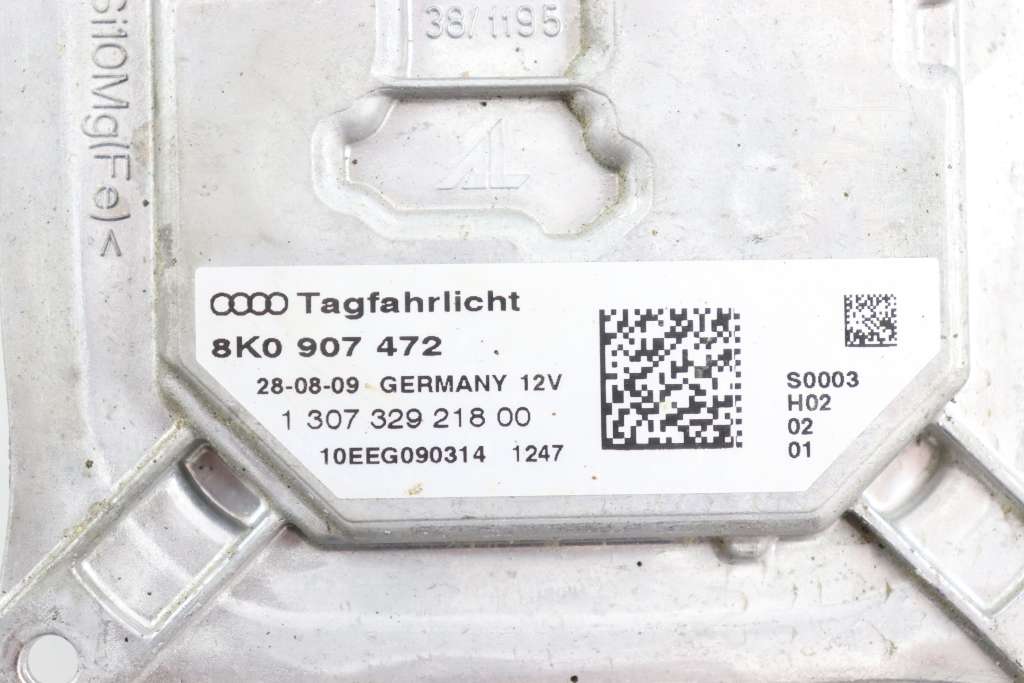 38/1195
Si10Mg(Fe)<
AL
Tagfahrlicht
8K0 907 472
28-08-09 GERMANY 12V
1 307 329 218 00
10EEG090314 1247
S0003
H02
02
01